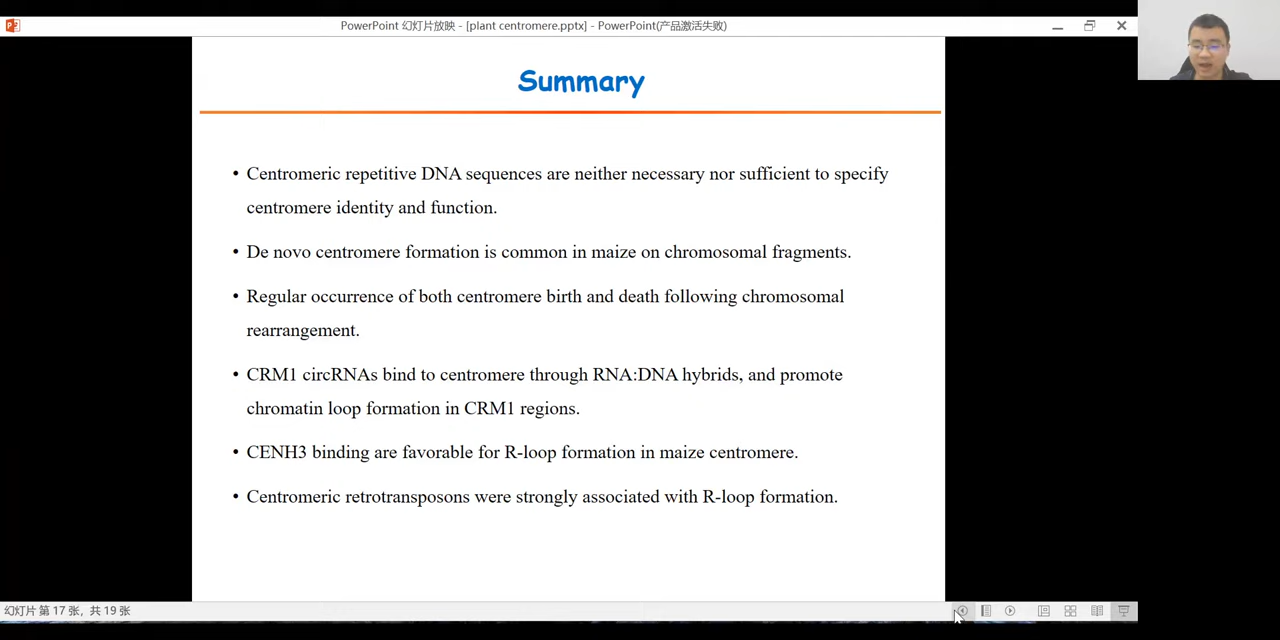 PowerPoint 幻灯片放映 - [plant centromere.pptx] - PowerPoint(产品激活失败)
Summary
• Centromeric repetitive DNA sequences are neither necessary nor sufficient to specify
centromere identity and function.
• De novo centromere formation is common in maize on chromosomal fragments.
• Regular occurrence of both centromere birth and death following chromosomal
rearrangement.
• CRM1 circRNAs bind to centromere through RNA:DNA hybrids, and promote
chromatin loop formation in CRM1 regions.
• CENH3 binding are favorable for R-loop formation in maize centromere.
• Centromeric retrotransposons were strongly associated with R-loop formation.
幻灯片 第 17 张，共 19 张